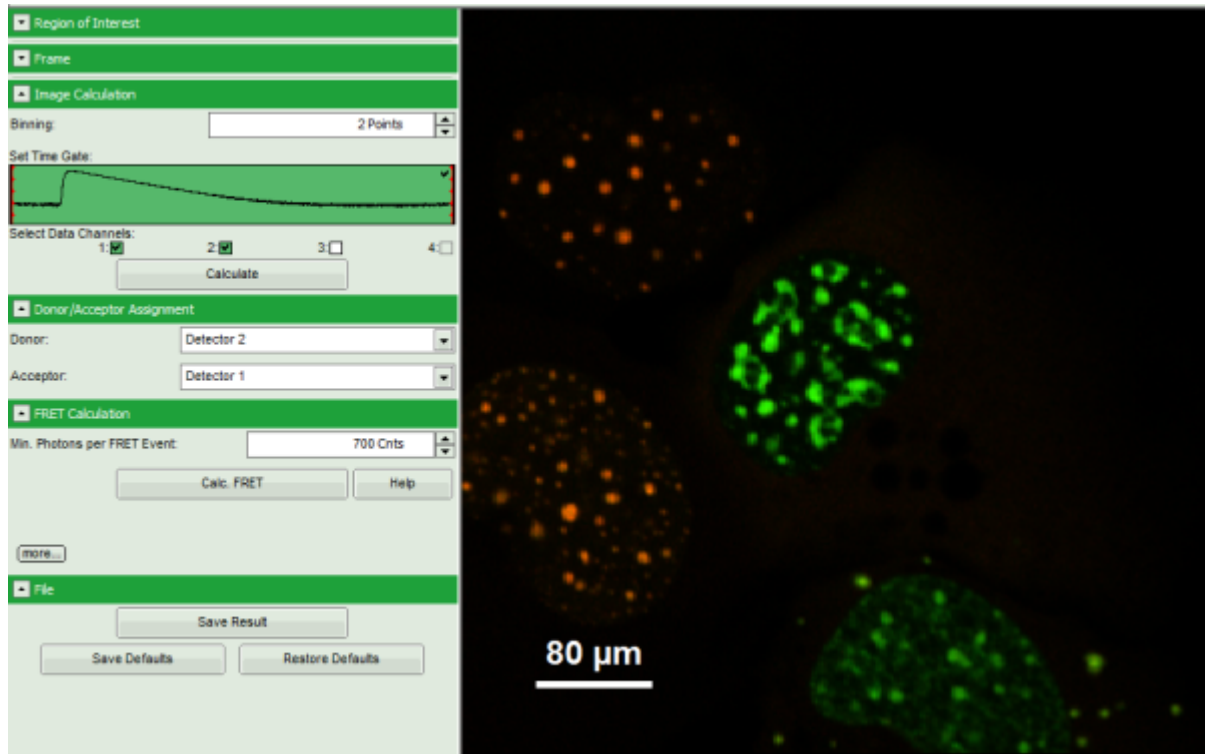 Region of Interest
Frame
Image Calculation
Binning: 2 Points
Set Time Gate:
Select Data Channels:
1: 2: 3: 4:
Calculate
Donor/Acceptor Assignment
Donor: Detector 2
Acceptor: Detector 1
FRET Calculation
Min. Photons per FRET Event: 700 Cnts
Calc. FRET Help
more...
File
Save Result
Save Defaults Restore Defaults
80 µm